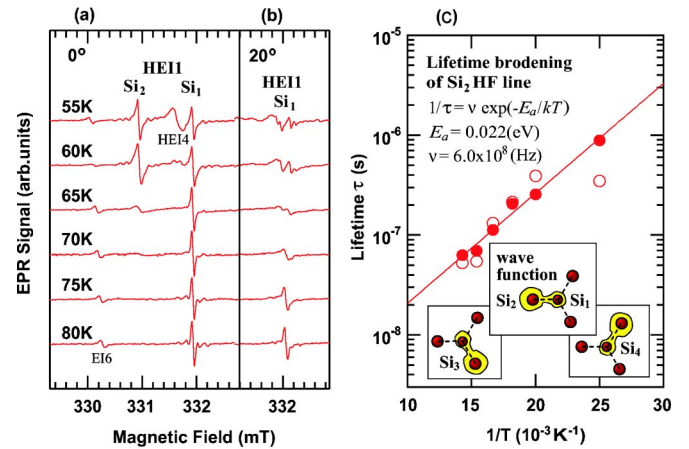 (a)
(b)
(c)
0°
HEI1
Si2
Si1
20°
HEI1
Si1
55K
HEI4
60K
65K
70K
75K
80K
EI6
EPR Signal (arb.units)
330
331
332
332
Magnetic Field (mT)
Lifetime brodening
of Si2 HF line
1/τ = ν exp(-Ea/kT)
Ea = 0.022(eV)
ν = 6.0x10^8(Hz)
10^-5
10^-6
10^-7
10^-8
Lifetime τ (s)
wave
function
Si2
Si1
Si3
Si4
10
15
20
25
30
1/T (10^-3 K^-1)